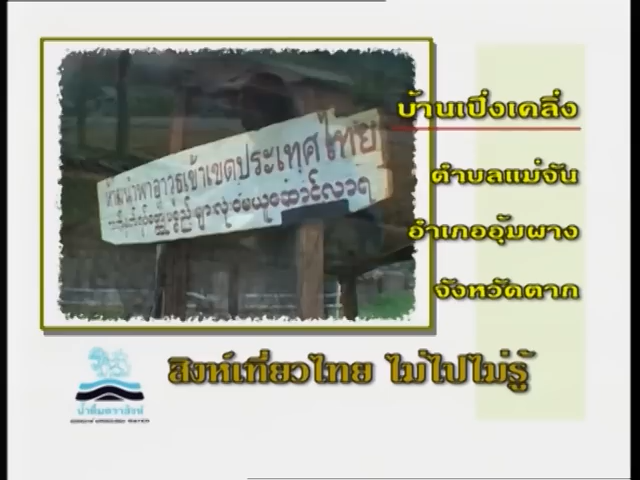 ห้ามนำพาอาวุธเข้าเขตประเทศไทย
บ้านเปิ่งเคลิ่ง
ตำบลแม่จัน
อำเภออุ้มผาง
จังหวัดตาก
สิงห์เที่ยวไทย ไม่ไปไม่รู้
น้ำดื่มตราสิงห์